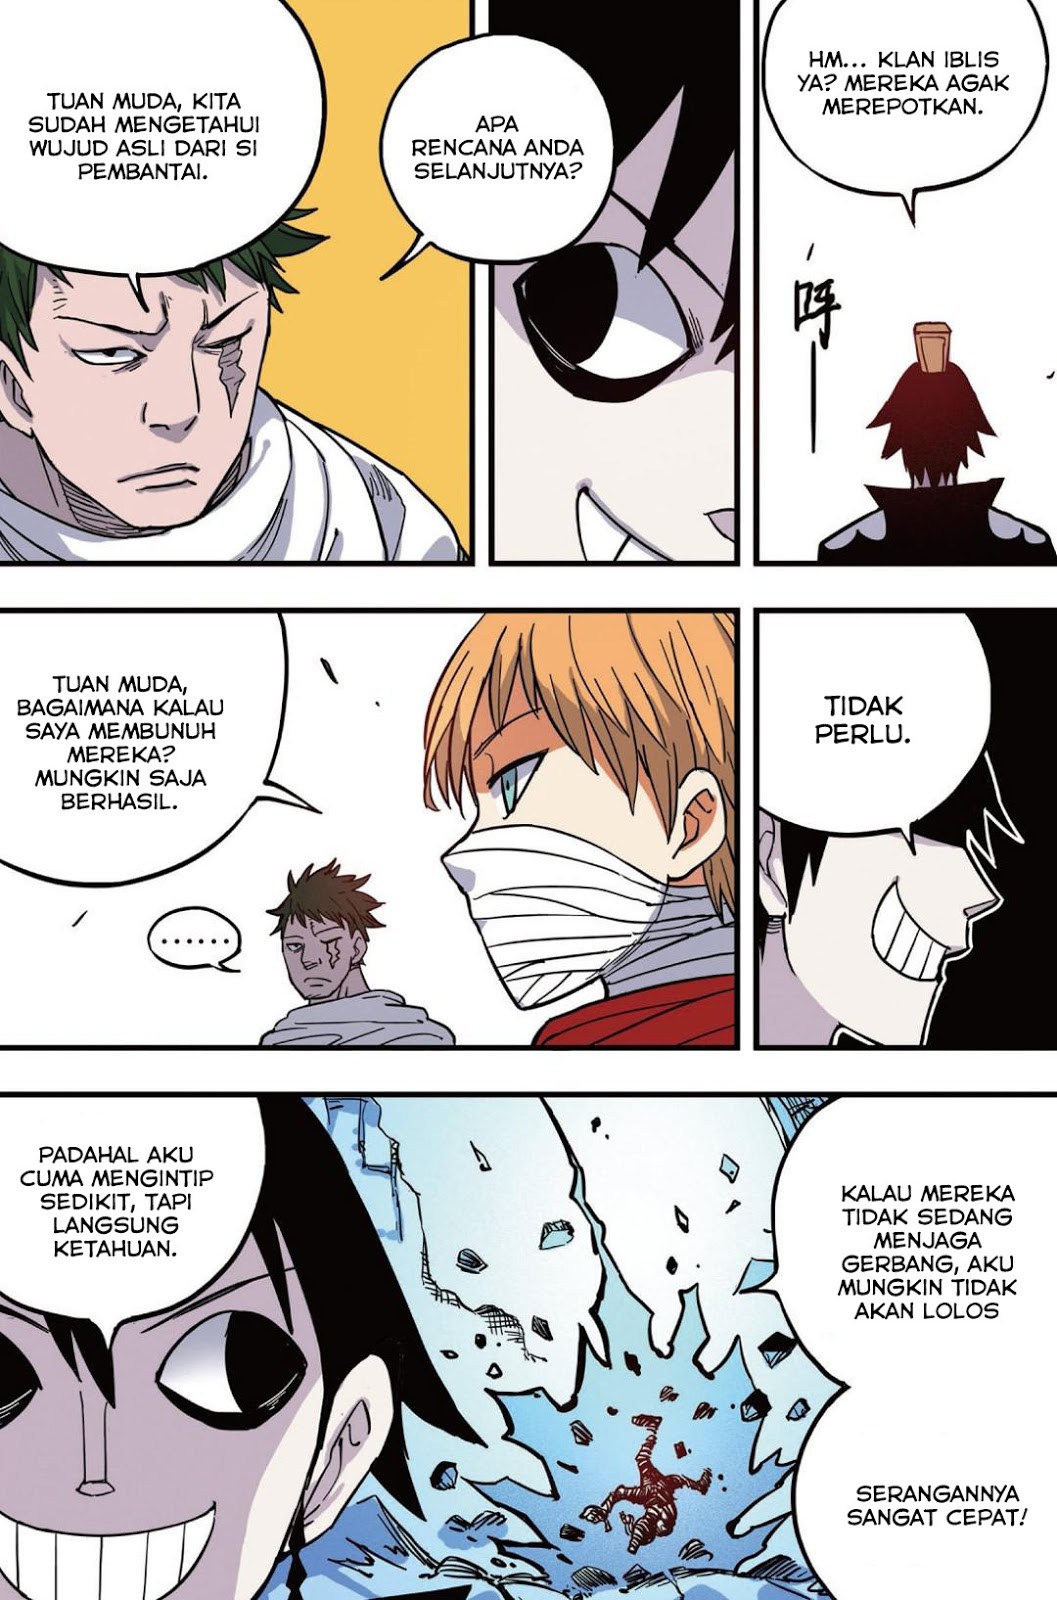 TUAN MUDA, KITA
SUDAH MENGETAHUI
WUJUD ASLI DARI SI
PEMBANTAI.
APA
RENCANA ANDA
SELANJUTNYA?
HM... KLAN IBLIS
YA? MEREKA AGAK
MEREPOTKAN.
呼
TUAN MUDA,
BAGAIMANA KALAU
SAYA MEMBUNUH
MEREKA?
MUNGKIN SAJA
BERHASIL.
......
TIDAK
PERLU.
PADAHAL AKU
CUMA MENGINTIP
SEDIKIT, TAPI
LANGSUNG
KETAHUAN.
KALAU MEREKA
TIDAK SEDANG
MENJAGA
GERBANG, AKU
MUNGKIN TIDAK
AKAN LOLOS
SERANGANNYA
SANGAT CEPAT!